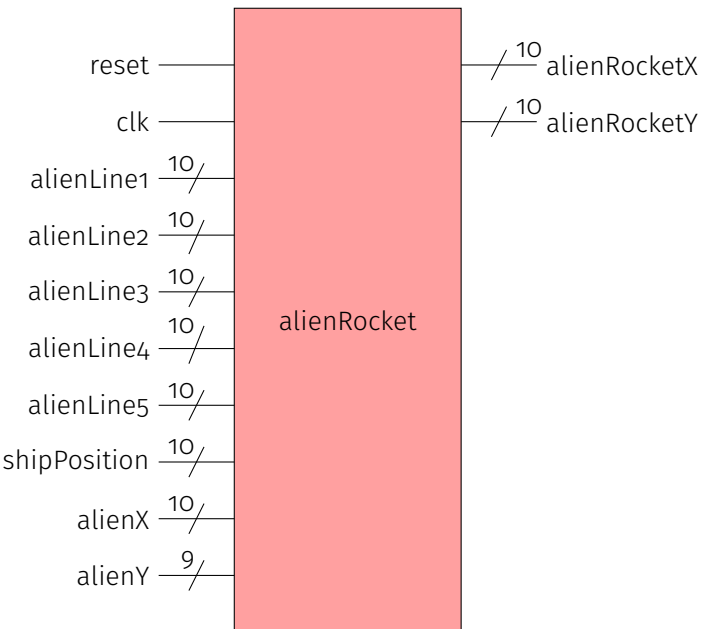 reset
clk
alienLine1 10
alienLine2 10
alienLine3 10
alienLine4 10
alienLine5 10
shipPosition 10
alienX 10
alienY 9
alienRocket
10 alienRocketX
10 alienRocketY